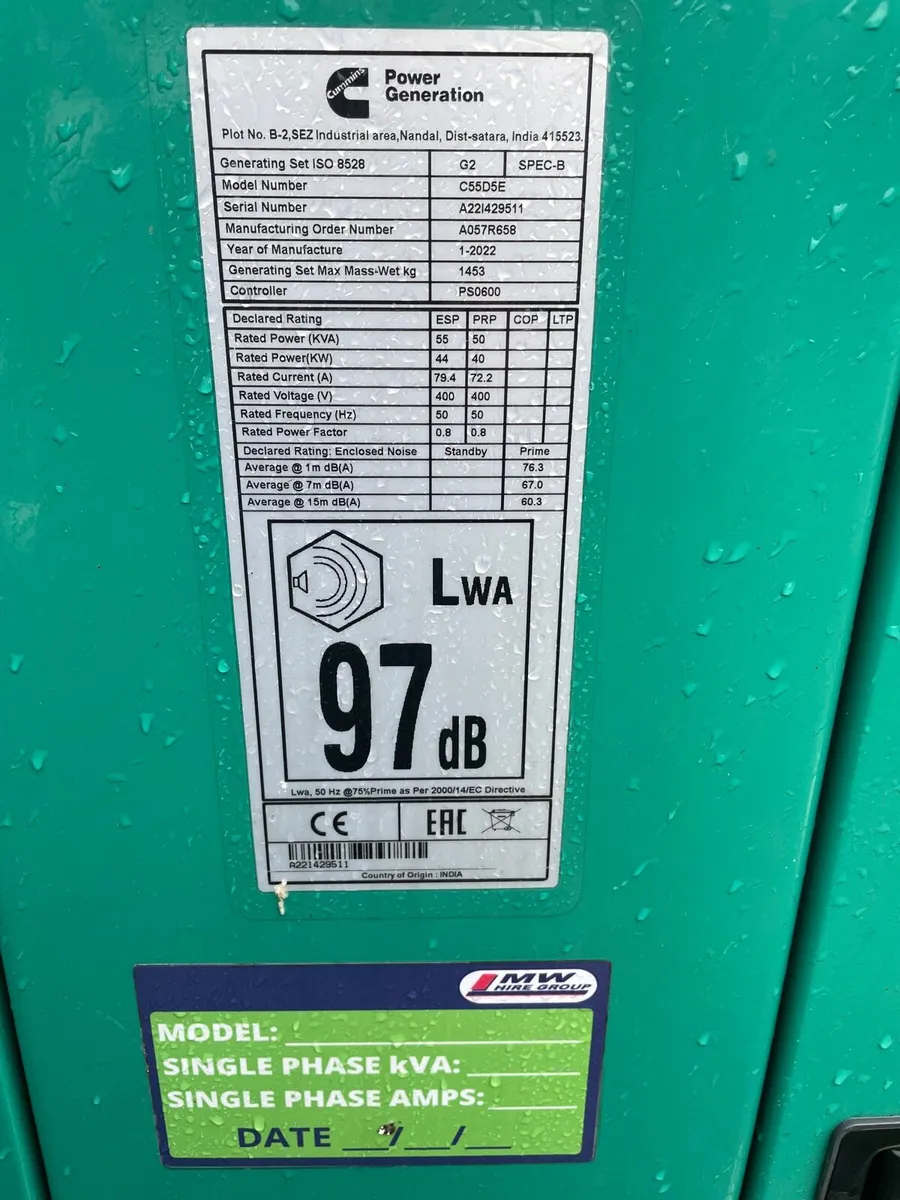 Cummins
Power
Generation
Plot No. B-2,SEZ Industrial area,Nandal, Dist-satara, India 415523.
Generating Set ISO 8528 G2 SPEC-B
Model Number C55D5E
Serial Number A22I429511
Manufacturing Order Number A057R658
Year of Manufacture 1-2022
Generating Set Max Mass-Wet kg 1453
Controller PS0600
Declared Rating ESP PRP COP LTP
Rated Power (KVA) 55 50
Rated Power(KW) 44 40
Rated Current (A) 79.4 72.2
Rated Voltage (V) 400 400
Rated Frequency (Hz) 50 50
Rated Power Factor 0.8 0.8
Declared Rating: Enclosed Noise Standby Prime
Average @ 1m dB(A) 76.3
Average @ 7m dB(A) 67.0
Average @ 15m dB(A) 60.3
LWA
97 dB
Lwa, 50 Hz @75%Prime as Per 2000/14/EC Directive
CE EAC
A22I429511
Country of Origin : INDIA
MW
HIRE GROUP
MODEL:
SINGLE PHASE kVA:
SINGLE PHASE AMPS:
DATE __/__/__